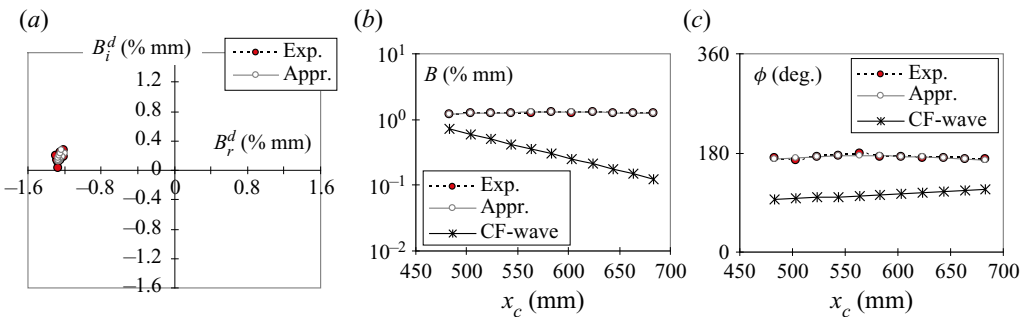 (a)
B_i^d (% mm)
Exp.
Appr.
1.2
0.8
B_r^d (% mm)
0.4
0
−1.6 −0.8 0 0.8 1.6
−0.4
−0.8
−1.2
−1.6
(b)
10^1
B (% mm)
10^0
10^−1
Exp.
Appr.
CF-wave
10^−2
450 500 550 600 650 700
x_c (mm)
(c)
360
ϕ (deg.)
Exp.
Appr.
CF-wave
180
0
450 500 550 600 650 700
x_c (mm)